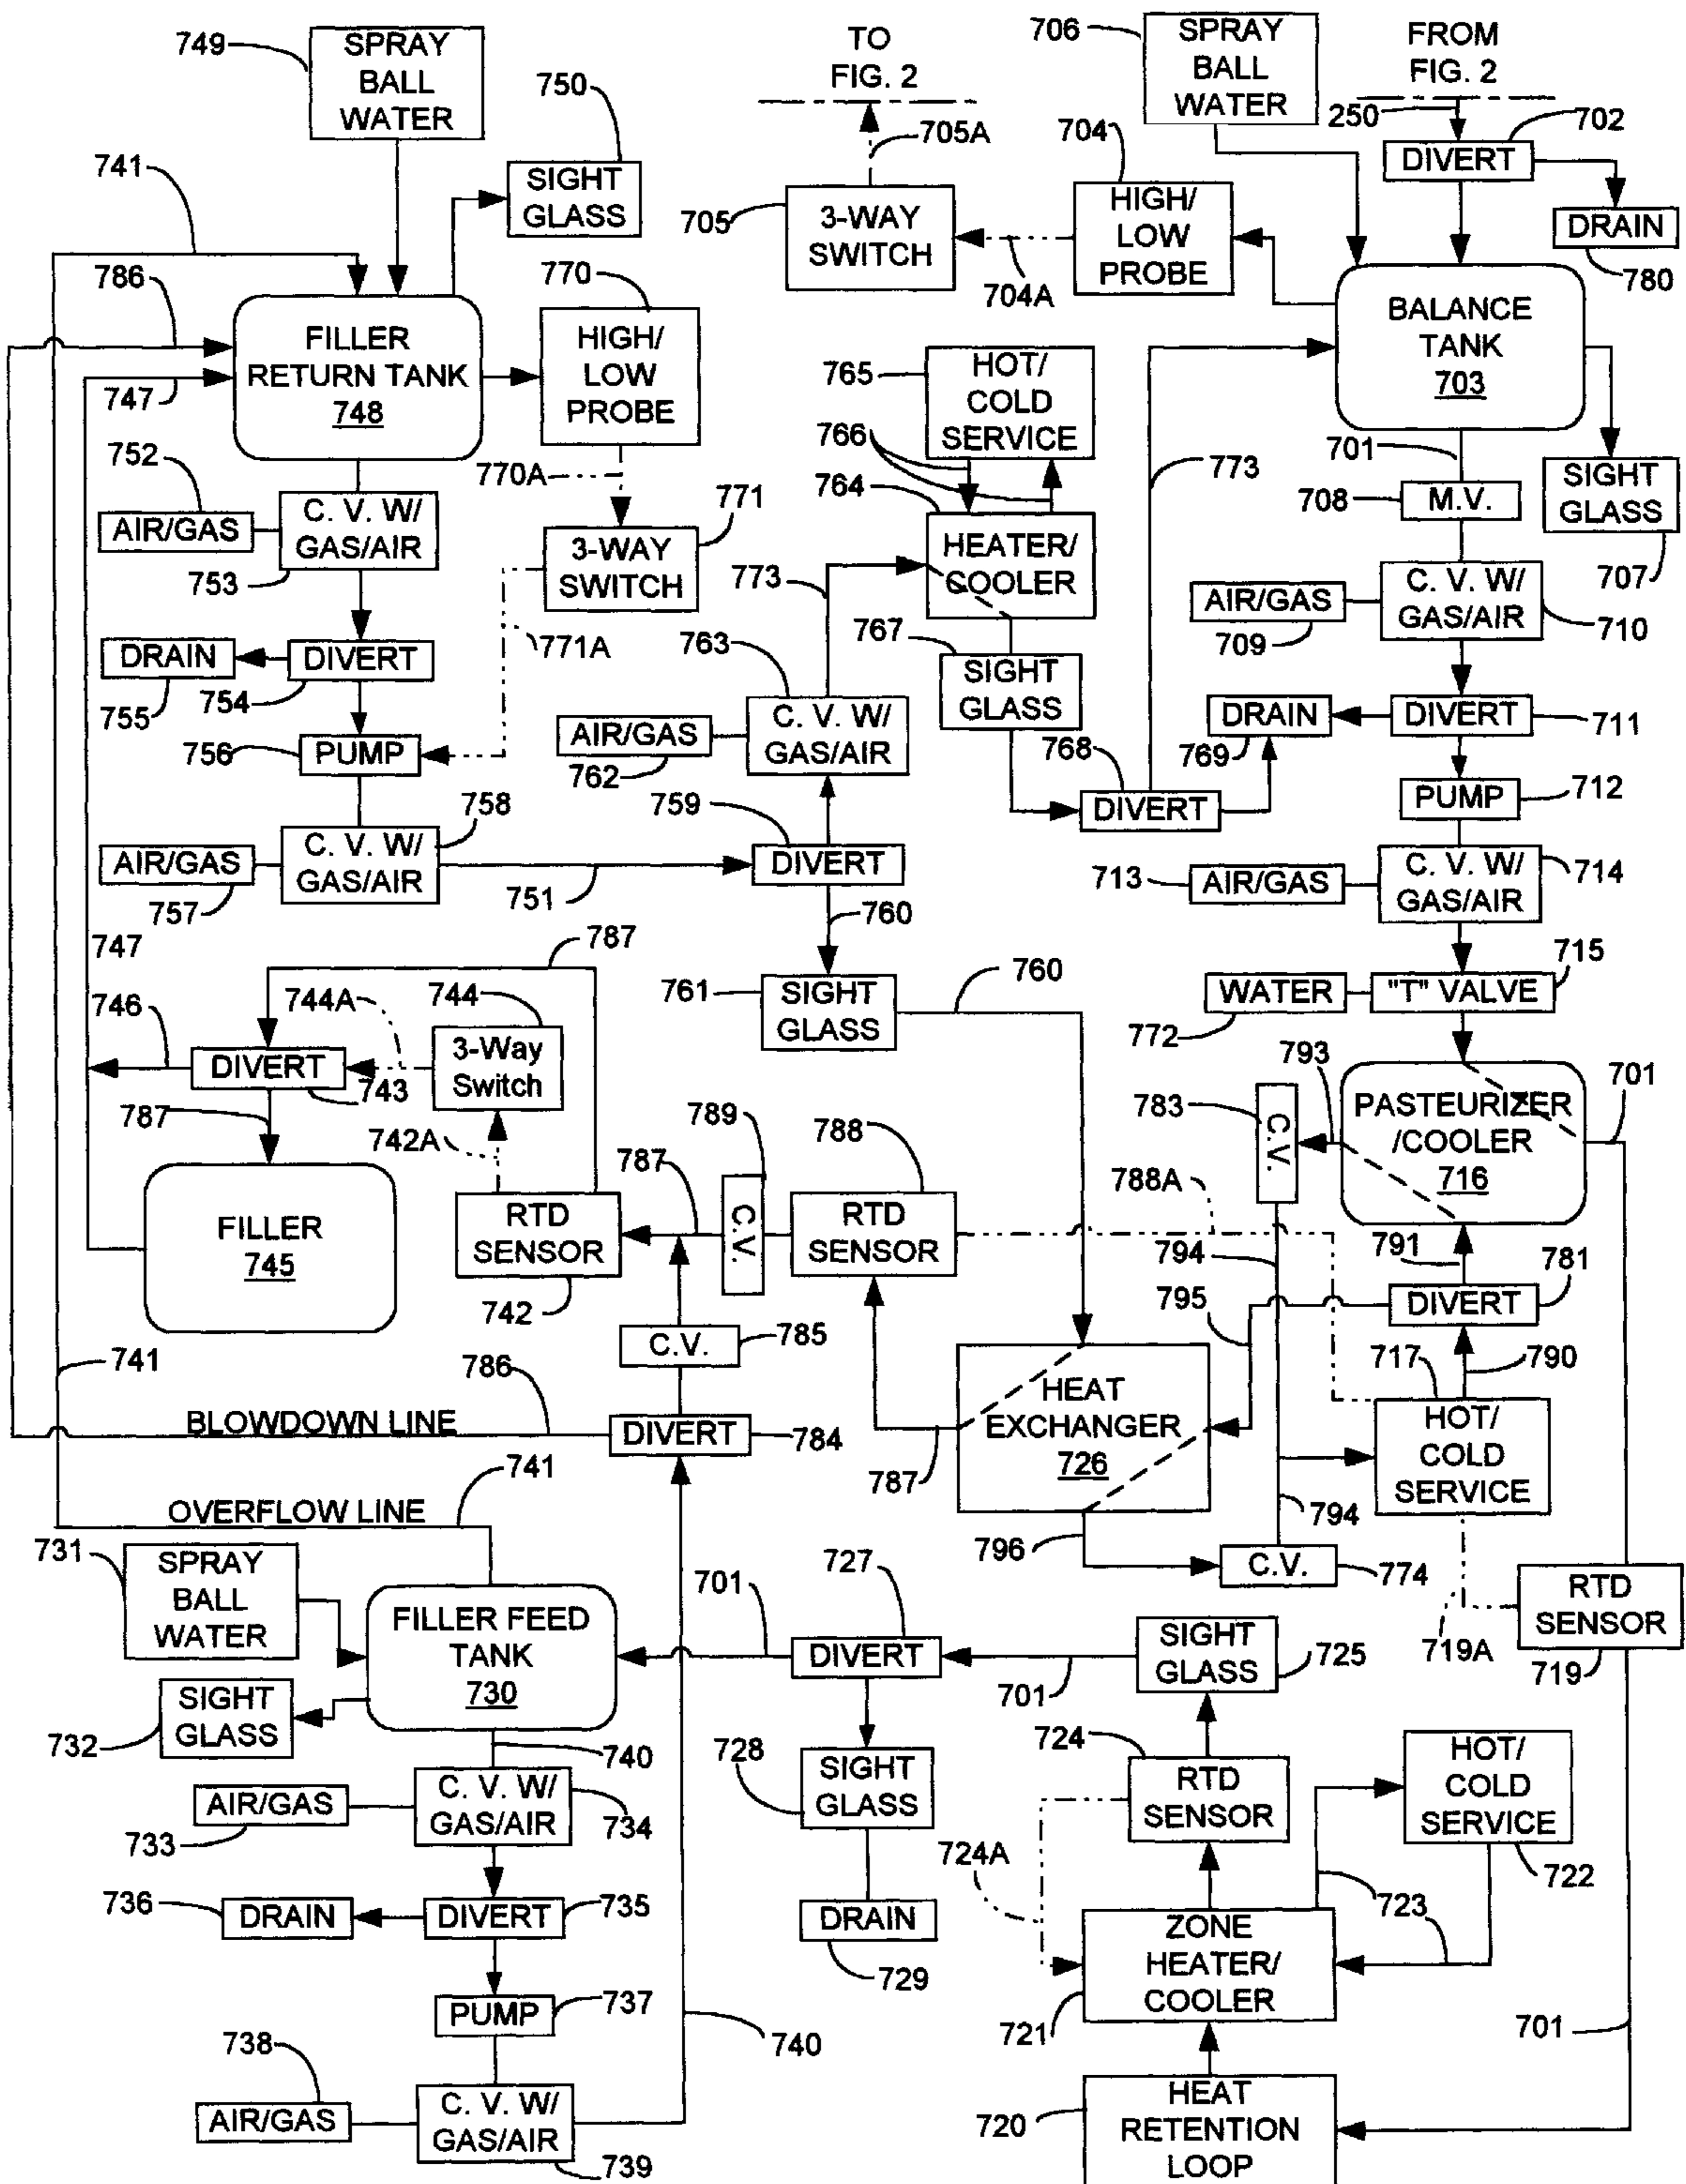 749
SPRAY
BALL
WATER
750
SIGHT
GLASS
741
786
747
FILLER
RETURN TANK
748
770
HIGH/
LOW
PROBE
770A
771
3-WAY
SWITCH
771A
752
AIR/GAS
C. V. W/
GAS/AIR
753
DRAIN
755
DIVERT
754
756
PUMP
758
AIR/GAS
757
C. V. W/
GAS/AIR
751
TO
FIG. 2
705A
705
3-WAY
SWITCH
704A
704
HIGH/
LOW
PROBE
706
SPRAY
BALL
WATER
FROM
FIG. 2
250
702
DIVERT
DRAIN
780
BALANCE
TANK
703
701
708
M.V.
SIGHT
GLASS
707
AIR/GAS
709
C. V. W/
GAS/AIR
710
DRAIN
769
DIVERT
711
PUMP
712
713
AIR/GAS
C. V. W/
GAS/AIR
714
715
WATER
772
"T" VALVE
765
HOT/
COLD
SERVICE
766
764
HEATER/
COOLER
773
773
767
SIGHT
GLASS
768
DIVERT
763
C. V. W/
GAS/AIR
AIR/GAS
762
759
DIVERT
760
761
SIGHT
GLASS
760
747
787
746
744A
744
DIVERT
743
3-Way
Switch
787
742A
FILLER
745
RTD
SENSOR
742
787
789
C.V.
788
RTD
SENSOR
788A
793
783
C.V.
PASTEURIZER
/COOLER
716
701
794
791
781
DIVERT
795
717
790
HOT/
COLD
SERVICE
C.V.
785
741
786
BLOWDOWN LINE
DIVERT
784
HEAT
EXCHANGER
726
787
794
796
C.V.
774
719A
RTD
SENSOR
719
741
OVERFLOW LINE
731
SPRAY
BALL
WATER
FILLER FEED
TANK
730
SIGHT
GLASS
732
740
701
727
DIVERT
701
SIGHT
GLASS
725
728
SIGHT
GLASS
DRAIN
729
724
RTD
SENSOR
724A
HOT/
COLD
SERVICE
722
723
ZONE
HEATER/
COOLER
721
701
720
HEAT
RETENTION
LOOP
AIR/GAS
733
C. V. W/
GAS/AIR
734
736
DRAIN
DIVERT
735
PUMP
737
740
738
AIR/GAS
C. V. W/
GAS/AIR
739